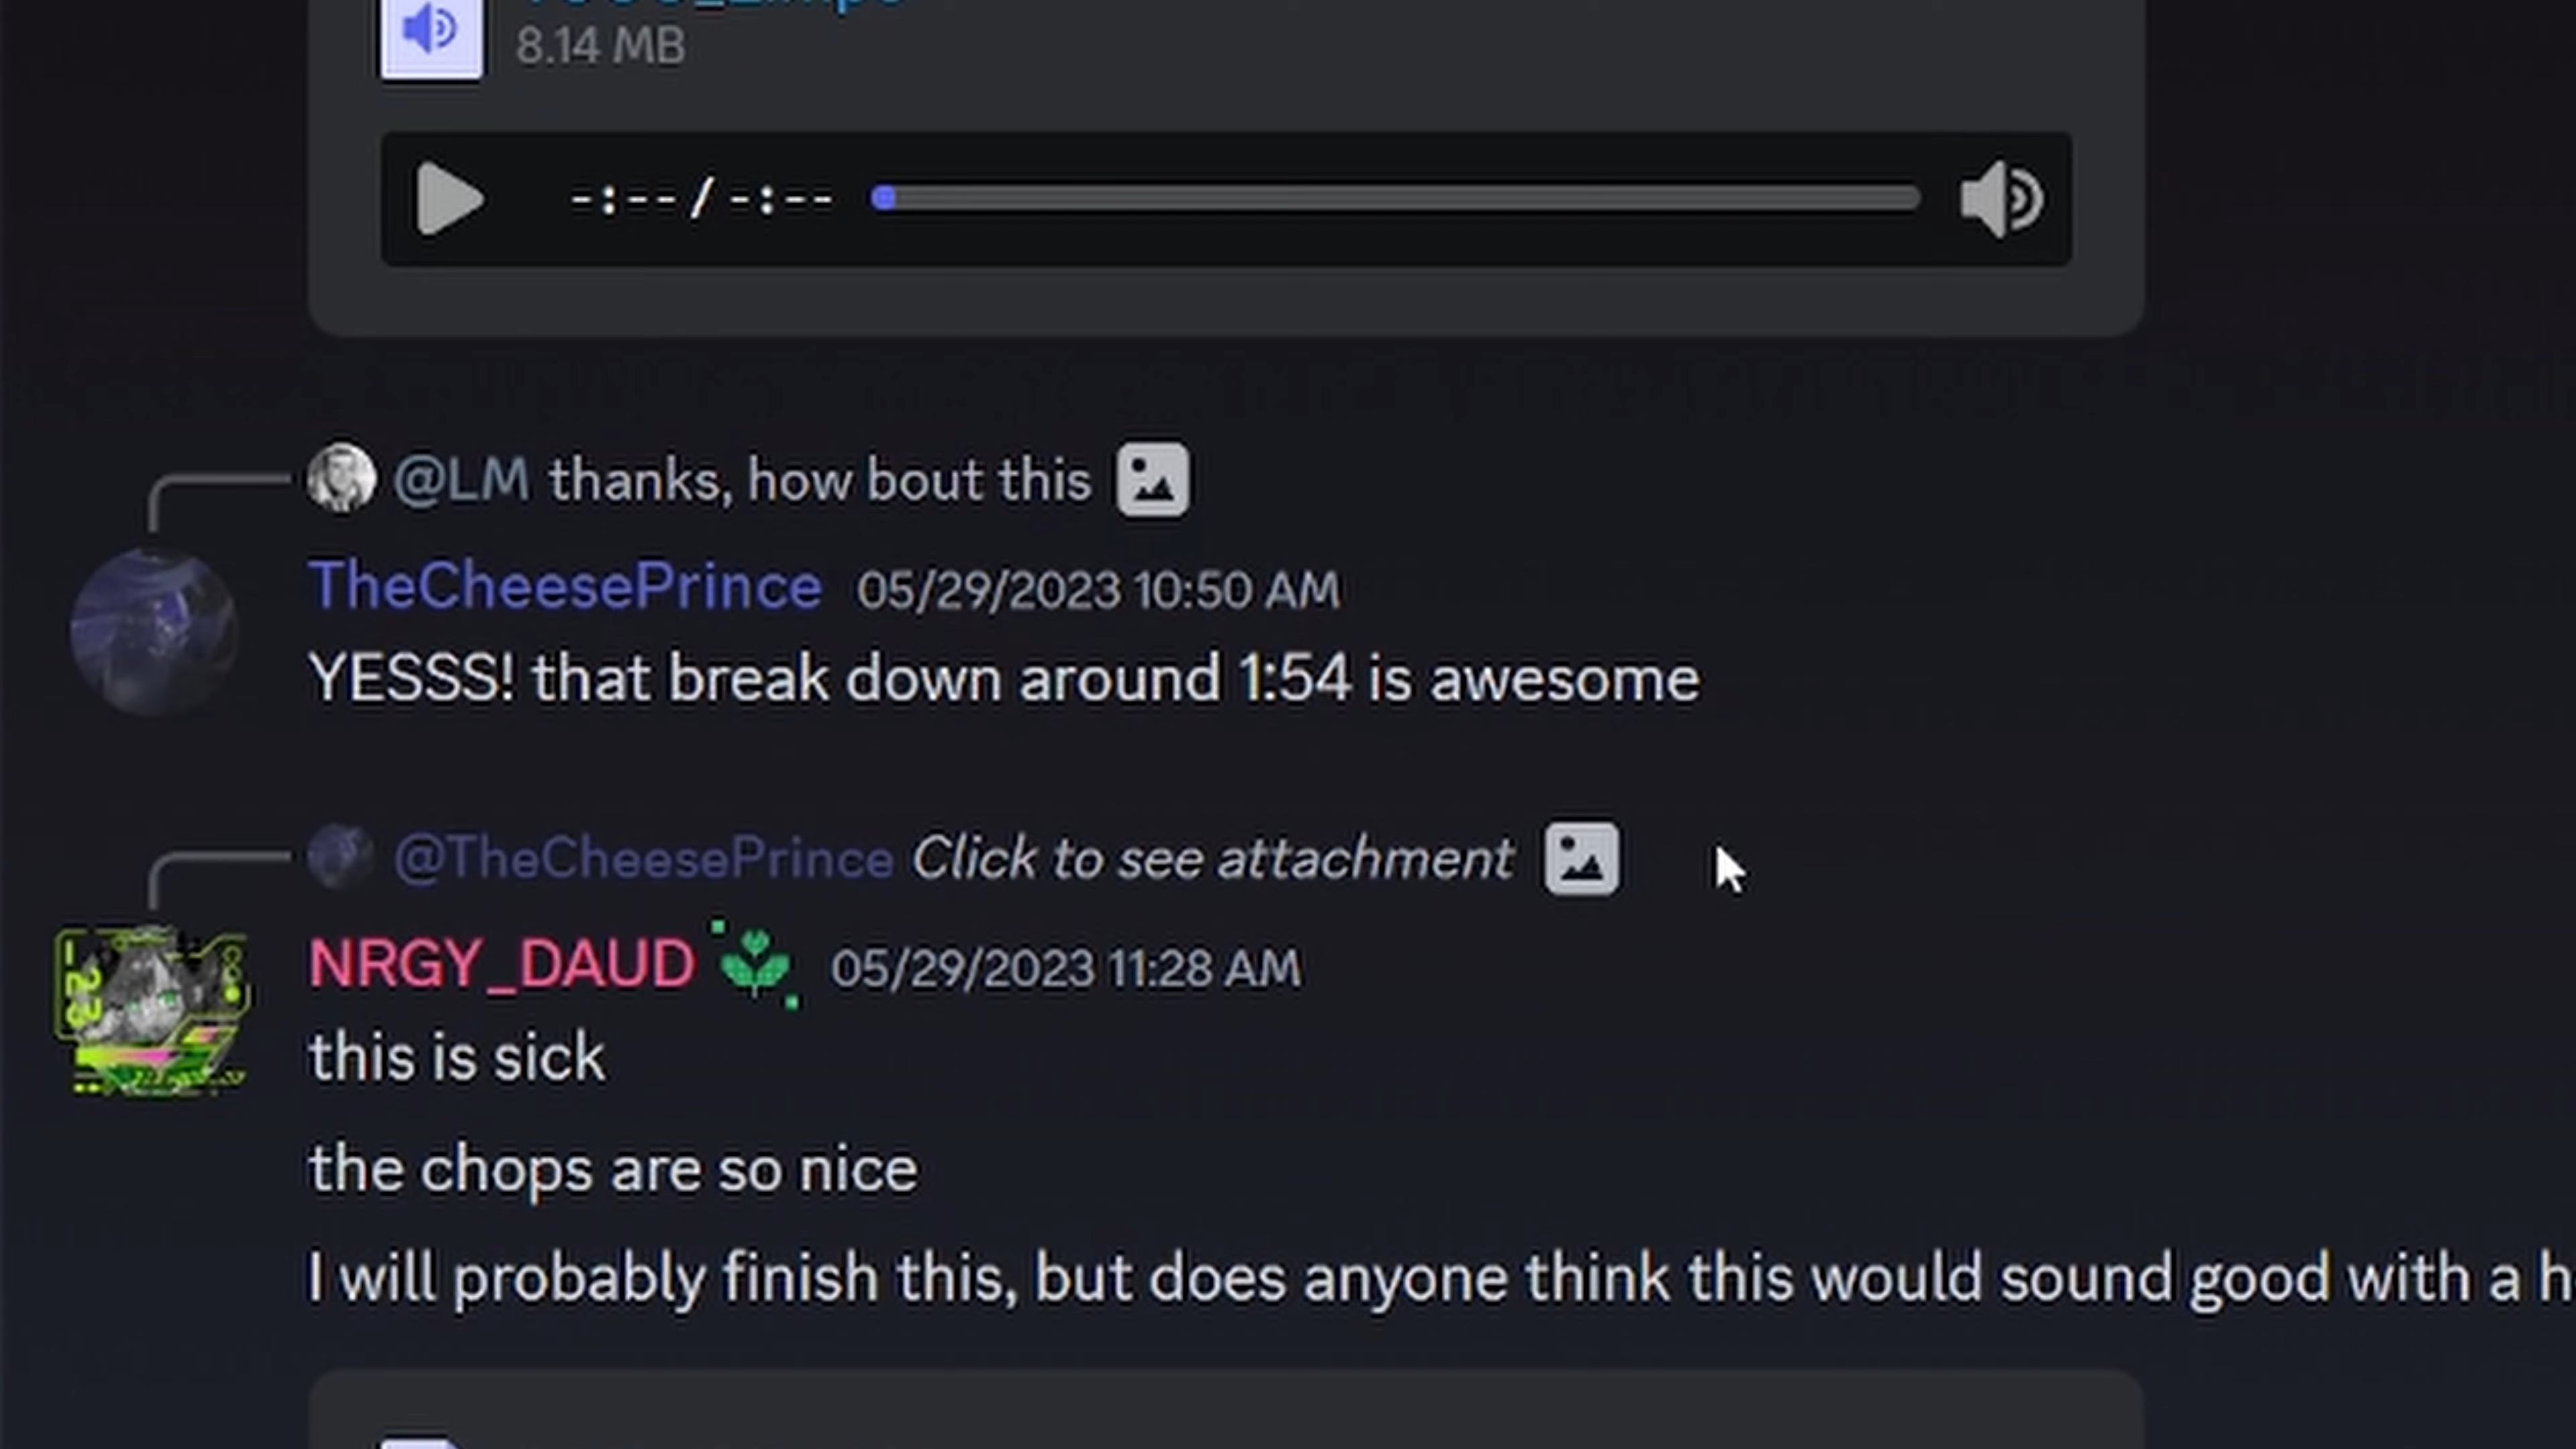 8.14 MB
-:-- / -:--
@LM thanks, how bout this
TheCheesePrince 05/29/2023 10:50 AM
YESSS! that break down around 1:54 is awesome
@TheCheesePrince Click to see attachment
NRGY_DAUD 05/29/2023 11:28 AM
this is sick
the chops are so nice
I will probably finish this, but does anyone think this would sound good with a h